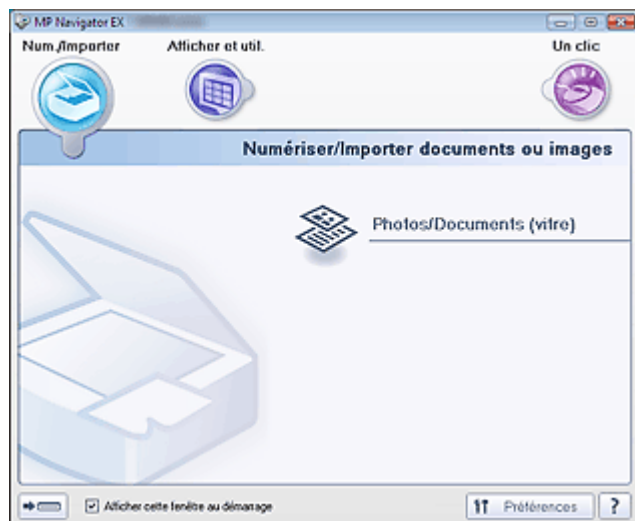 MP Navigator EX
Num./Importer
Afficher et util.
Un clic
Numériser/Importer documents ou images
Photos/Documents (vitre)
Afficher cette fenêtre au démarrage
Préférences
?